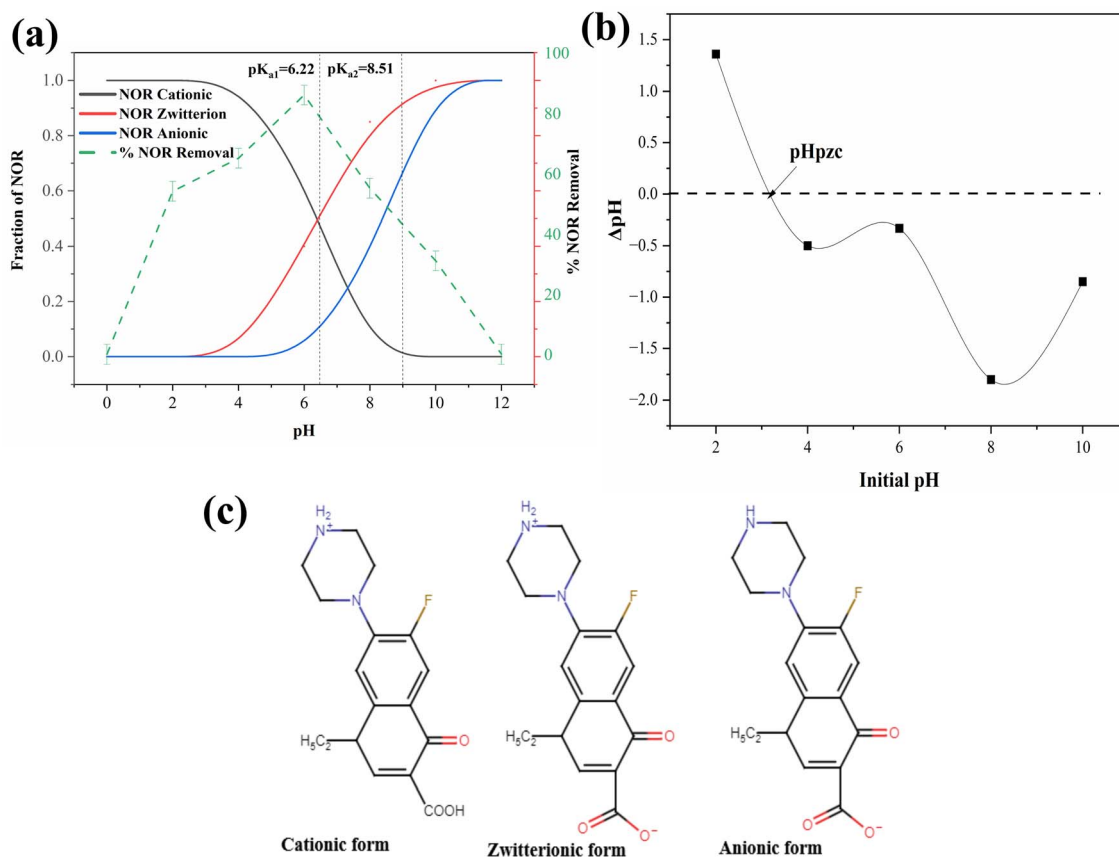 (a)
pKa1=6.22
pKa2=8.51
NOR Cationic
NOR Zwitterion
NOR Anionic
% NOR Removal
Fraction of NOR
1.0
0.8
0.6
0.4
0.2
0.0
0
2
4
6
8
10
12
pH
100
80
60
40
20
0
% NOR Removal
(b)
pHpzc
ΔpH
1.5
1.0
0.5
0.0
−0.5
−1.0
−1.5
−2.0
2
4
6
8
10
Initial pH
(c)
H2
N+
N
F
H5C2
O
COOH
Cationic form
H2
N+
N
F
H5C2
O
O
O−
Zwitterionic form
H
N
N
F
H5C2
O
O
O−
Anionic form